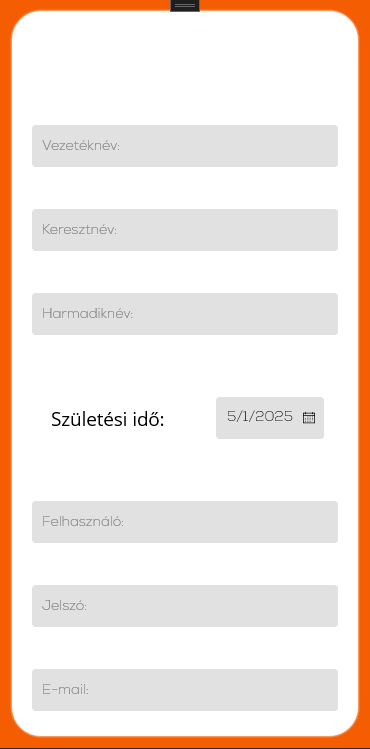 Vezetéknév:
Keresztnév:
Harmadiknév:
Születési idő: 5/1/2025
Felhasználó:
Jelszó:
E-mail: